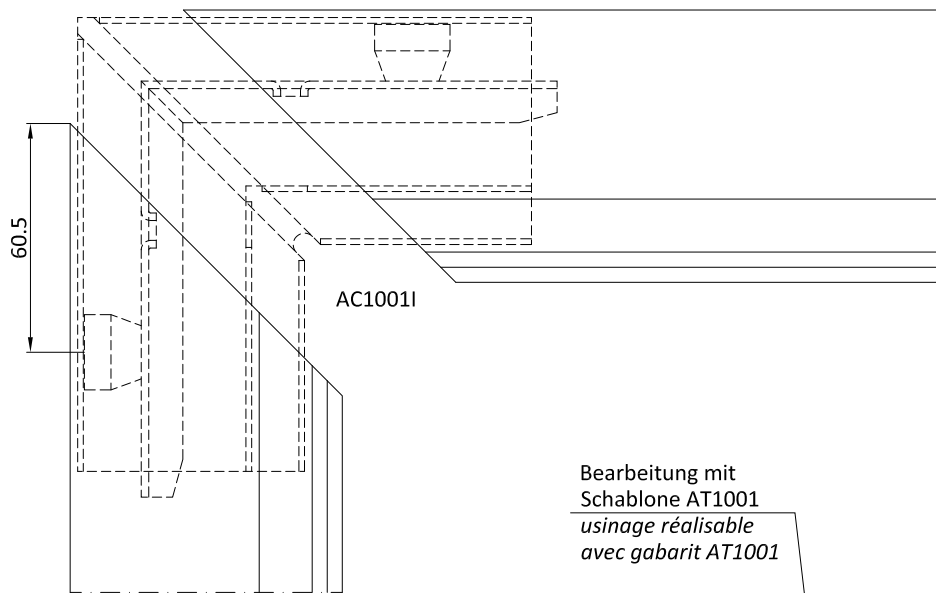 60.5
AC1001I
Bearbeitung mit
Schablone AT1001
usinage réalisable
avec gabarit AT1001